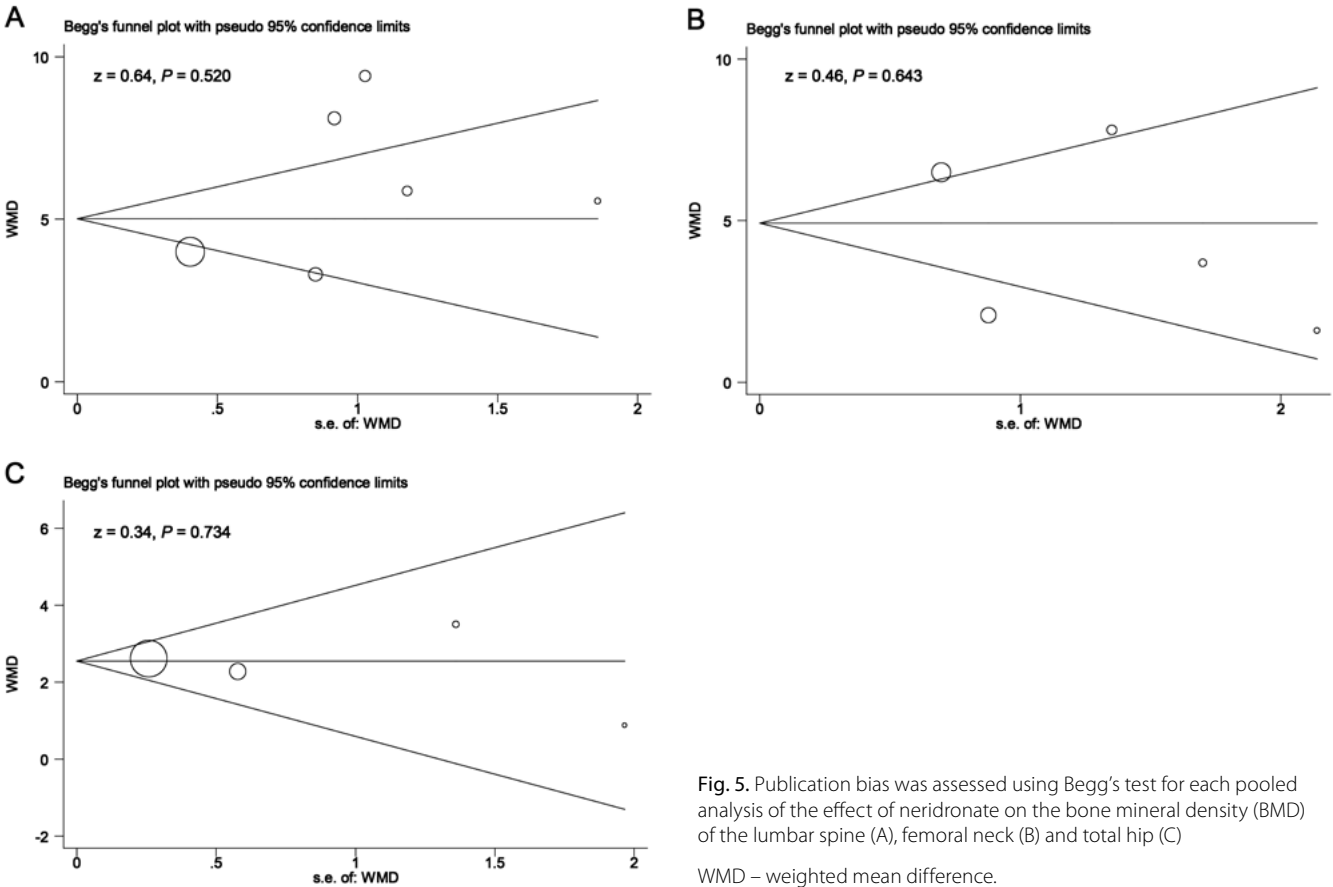 A
Begg's funnel plot with pseudo 95% confidence limits
z = 0.64, P = 0.520
10
5
0
WMD
0 .5 1 1.5 2
s.e. of: WMD
B
Begg's funnel plot with pseudo 95% confidence limits
z = 0.46, P = 0.643
10
5
0
WMD
0 1 2
s.e. of: WMD
C
Begg's funnel plot with pseudo 95% confidence limits
z = 0.34, P = 0.734
6
4
2
0
-2
WMD
0 .5 1 1.5 2
s.e. of: WMD
Fig. 5. Publication bias was assessed using Begg's test for each pooled
analysis of the effect of neridronate on the bone mineral density (BMD)
of the lumbar spine (A), femoral neck (B) and total hip (C)
WMD – weighted mean difference.